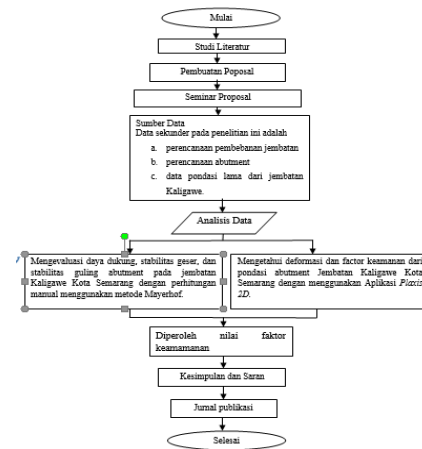 Mulai
Studi Literatur
Pembuatan Poposal
Seminar Proposal
Sumber Data
Data sekunder pada penelitian ini adalah
a. perencanaan pembebanan jembatan
b. perencanaan abutment
c. data pondasi lama dari jembatan
Kaligawe.
Analisis Data
Mengevaluasi daya dukung, stabilitas geser, dan
stabilitas guling abutment pada jembatan
Kaligawe Kota Semarang dengan perhitungan
manual menggunakan metode Mayerhof.
Mengetahui deformasi dan factor keamanan dari
pondasi abutment Jembatan Kaligawe Kota
Semarang dengan menggunakan Aplikasi Plaxis
2D.
Diperoleh nilai faktor
keamamanan
Kesimpulan dan Saran
Jurnal publikasi
Selesai